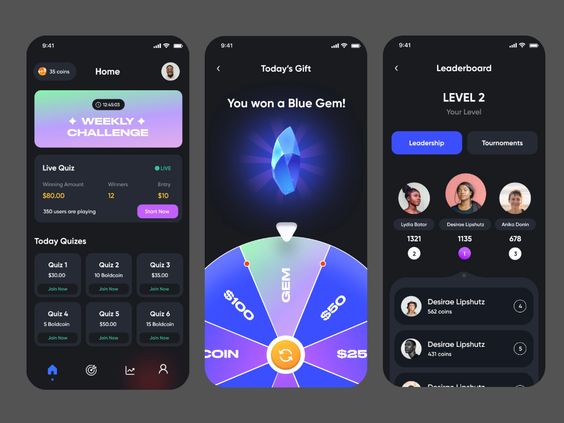 9:41
35 coins
Home
12:45:03
WEEKLY
CHALLENGE
Live Quiz
LIVE
Winning Amount
Winners
Entry
$80.00
12
$10
350 users are playing
Start Now
Today Quizes
Quiz 1
$30.00
Join Now
Quiz 2
10 Boldcoin
Join Now
Quiz 3
$35.00
Join Now
Quiz 4
5 Boldcoin
Join Now
Quiz 5
$50.00
Join Now
Quiz 6
15 Boldcoin
Join Now
9:41
Today's Gift
You won a Blue Gem!
$100
GEM
$50
COIN
$25
9:41
Leaderboard
LEVEL 2
Your Level
Leadership
Tournoments
Lydia Bator
Desirae Lipshutz
Anika Donin
1321
1135
678
2
1
3
Desirae Lipshutz
562 coins
4
Desirae Lipshutz
431 coins
5
Desirae Lipshutz